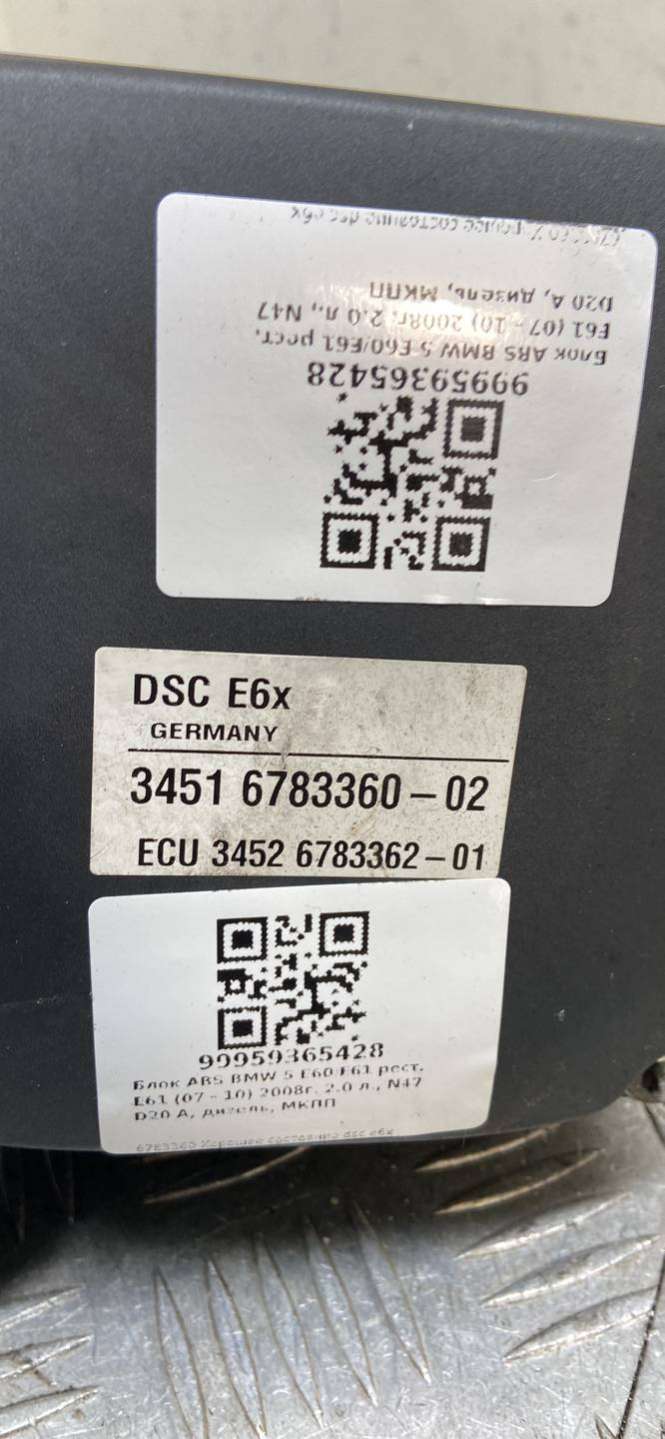 99959365428
Блок ABS BMW 5 E60/E61 рест.
E61 (07 - 10) 2008г. 2.0 л., N47
D20 A, дизель, МКПП
состояние dsc e6x
DSC E6x
GERMANY
3451 6783360-02
ECU 3452 6783362-01
99959365428
Блок ABS BMW 5 E60 E61 рест.
E61 (07 - 10) 2008г. 2.0 л., N47
D20 A, дизель, МКПП
6783360 Хорошее состояние dsc e6x